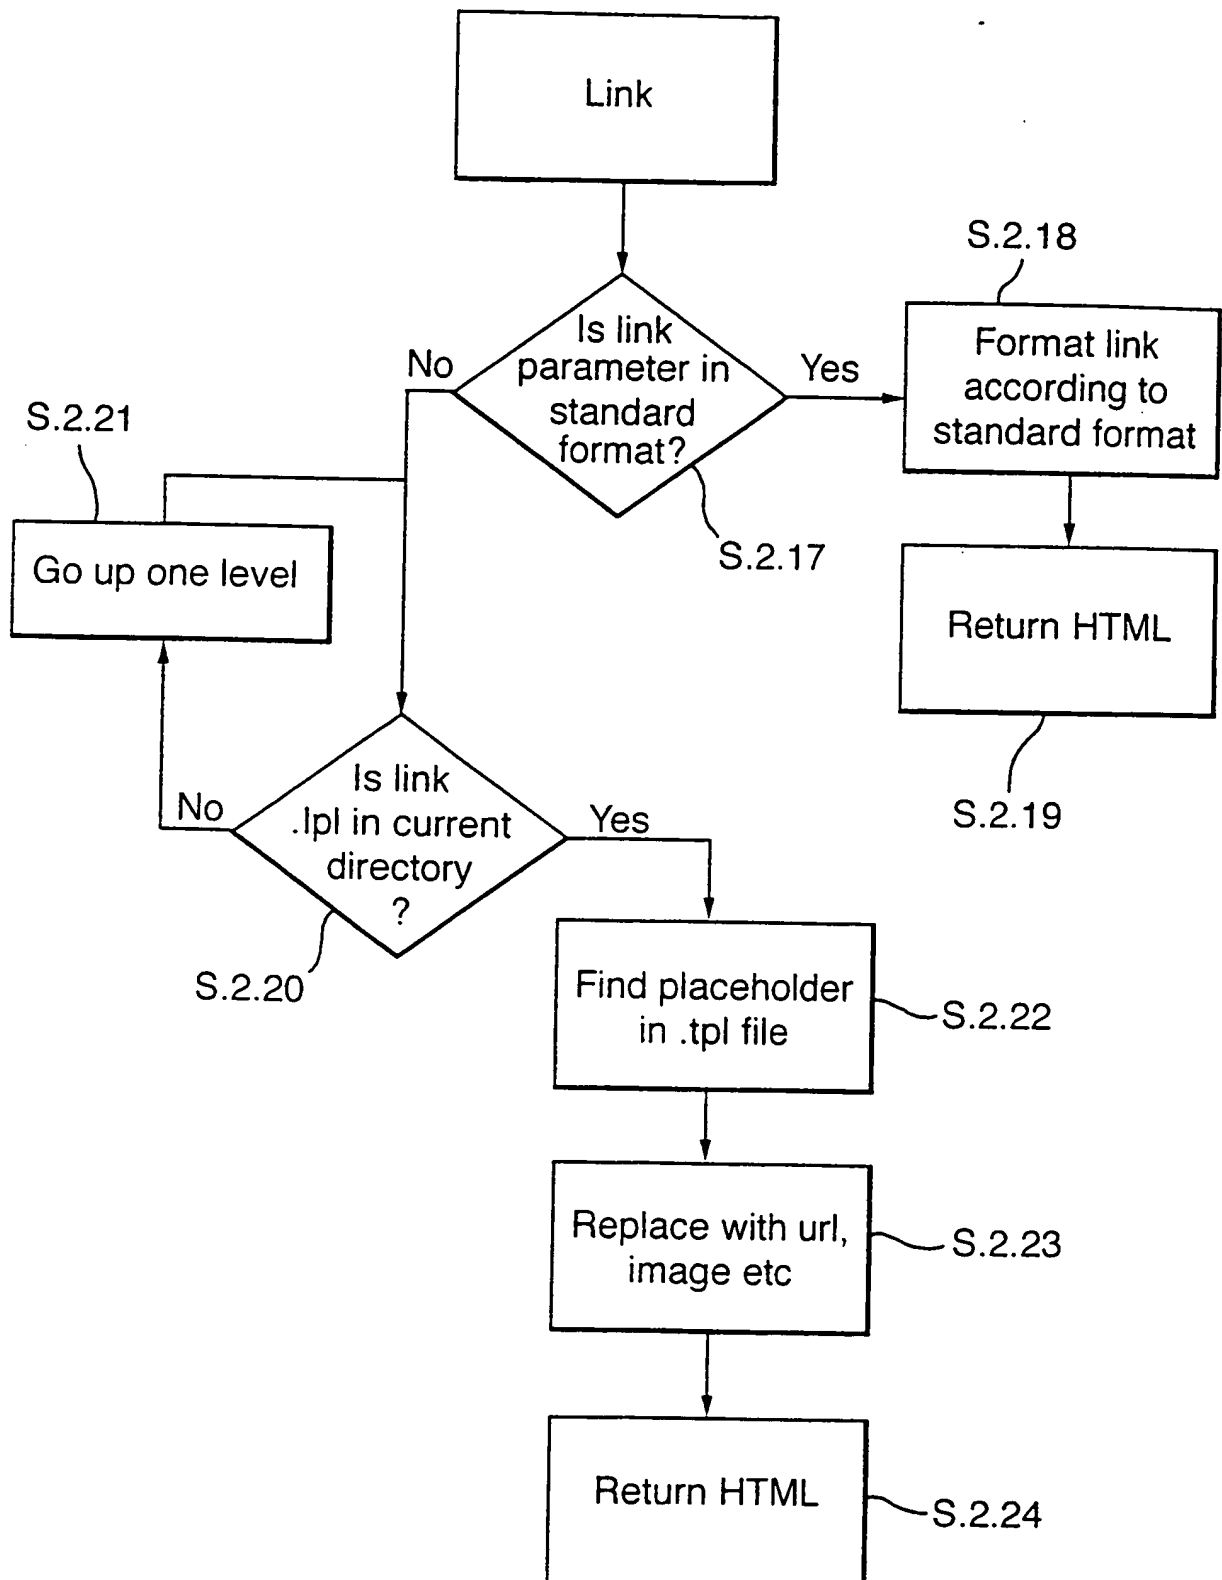 Link
S.2.18
Is link
parameter in
standard
format?
No
Yes
Format link
according to
standard format
S.2.21
S.2.17
Go up one level
Return HTML
S.2.19
Is link
.lpl in current
directory
?
No
Yes
S.2.20
Find placeholder
in .tpl file
S.2.22
Replace with url,
image etc
S.2.23
Return HTML
S.2.24